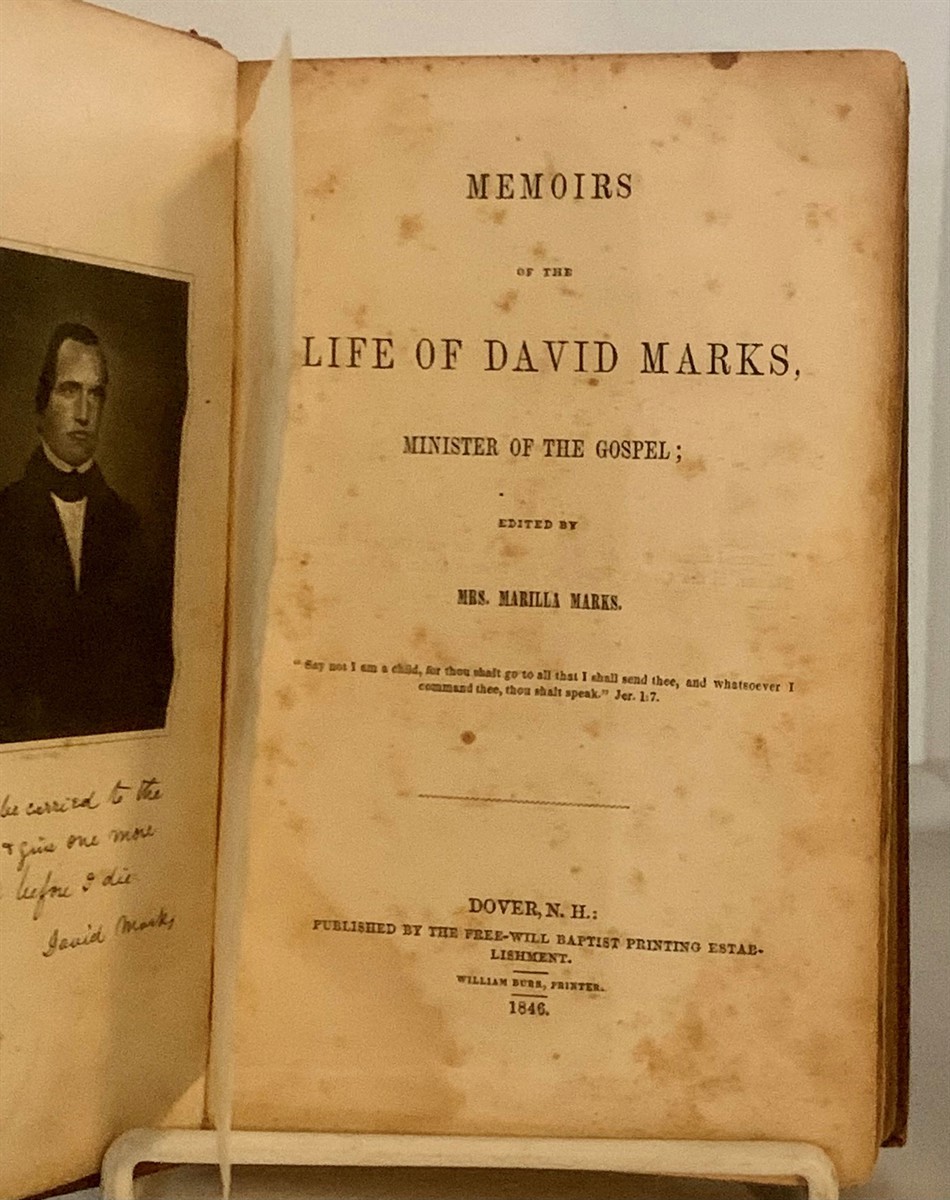 be carried to the
& give one more
before I die
David Marks
MEMOIRS
OF THE
LIFE OF DAVID MARKS,
MINISTER OF THE GOSPEL;
EDITED BY
MRS. MARILLA MARKS.
"Say not I am a child, for thou shalt go to all that I shall send thee, and whatsoever I
command thee, thou shalt speak." Jer. 1:7.
DOVER, N. H.:
PUBLISHED BY THE FREE-WILL BAPTIST PRINTING ESTAB-
LISHMENT.
WILLIAM BURR, PRINTER.
1846.